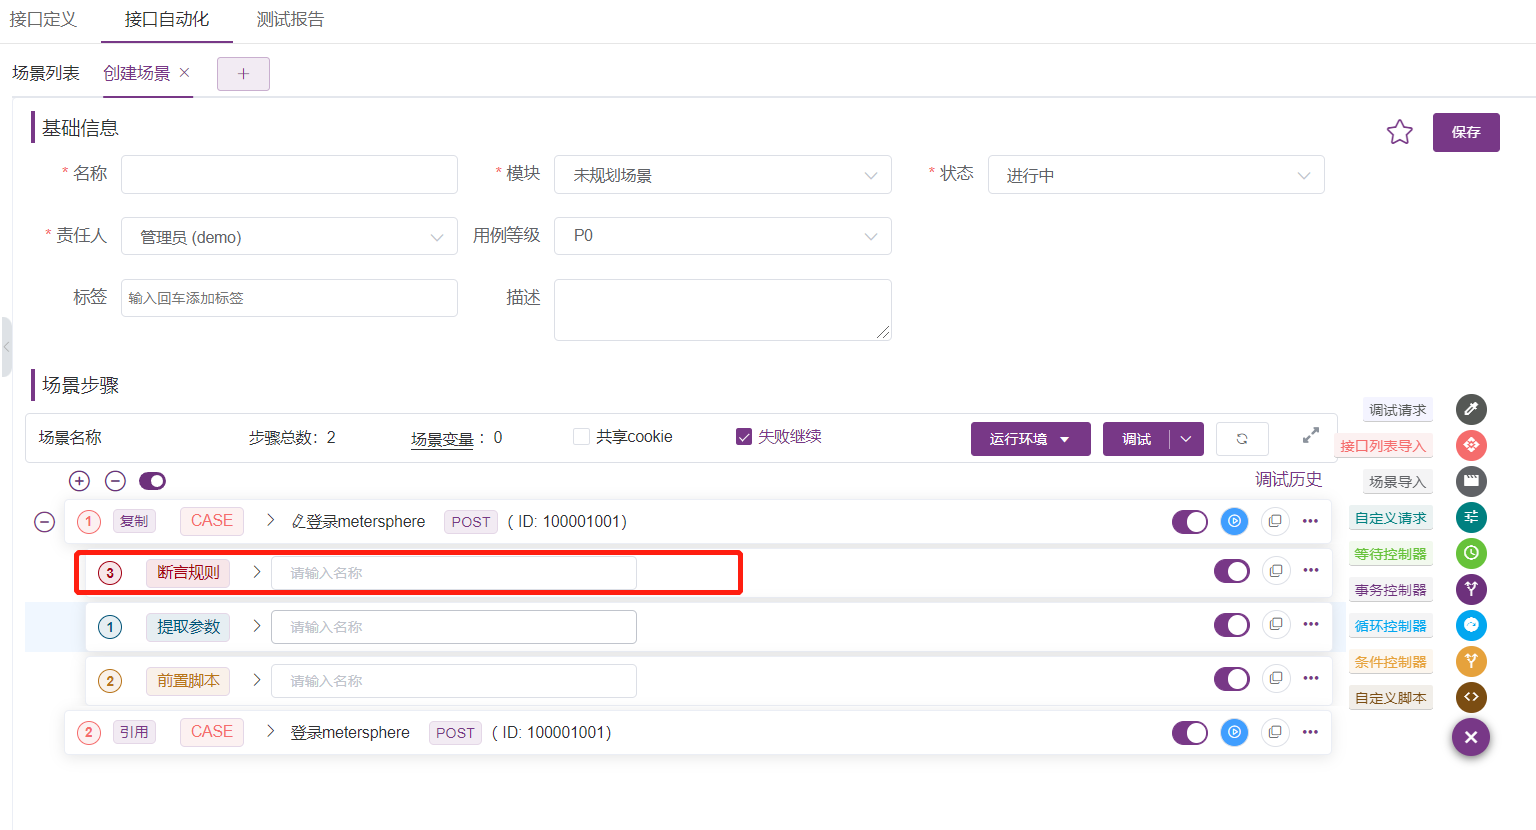 接口定义 接口自动化 测试报告
场景列表 创建场景 × +
基础信息
保存
* 名称
* 模块 未规划场景
* 状态 进行中
* 责任人 管理员 (demo)
用例等级 P0
标签 输入回车添加标签
描述
场景步骤
场景名称 步骤总数：2 场景变量 ：0 共享cookie 失败继续 运行环境 调试
调试历史
1 复制 CASE 登录metersphere POST ( ID: 100001001)
3 断言规则 请输入名称
1 提取参数 请输入名称
2 前置脚本 请输入名称
2 引用 CASE 登录metersphere POST ( ID: 100001001)
调试请求
接口列表导入
场景导入
自定义请求
等待控制器
事务控制器
循环控制器
条件控制器
自定义脚本